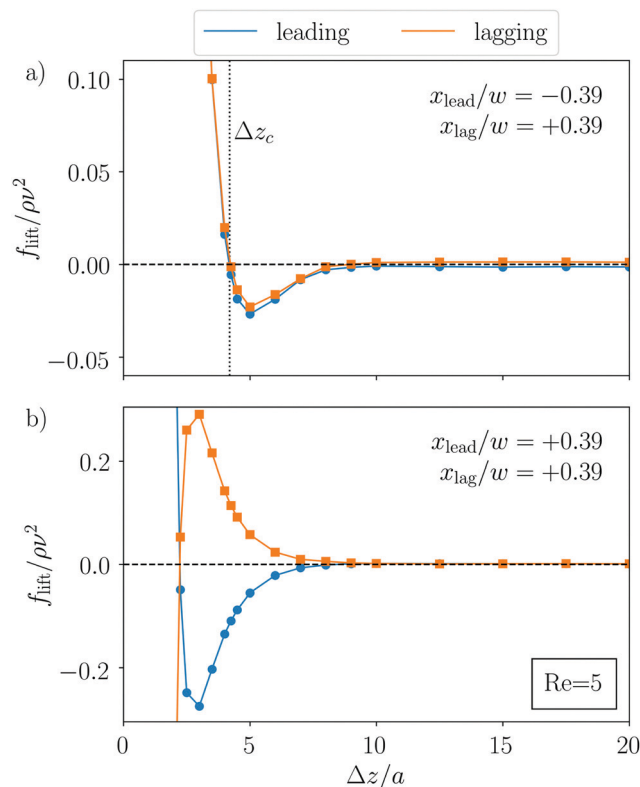 leading lagging
a)
0.10
0.05
0.00
−0.05
f_lift/ρν²
x_lead/w = −0.39
x_lag/w = +0.39
Δz_c
b)
0.2
0.0
−0.2
f_lift/ρν²
x_lead/w = +0.39
x_lag/w = +0.39
Re=5
0 5 10 15 20
Δz/a